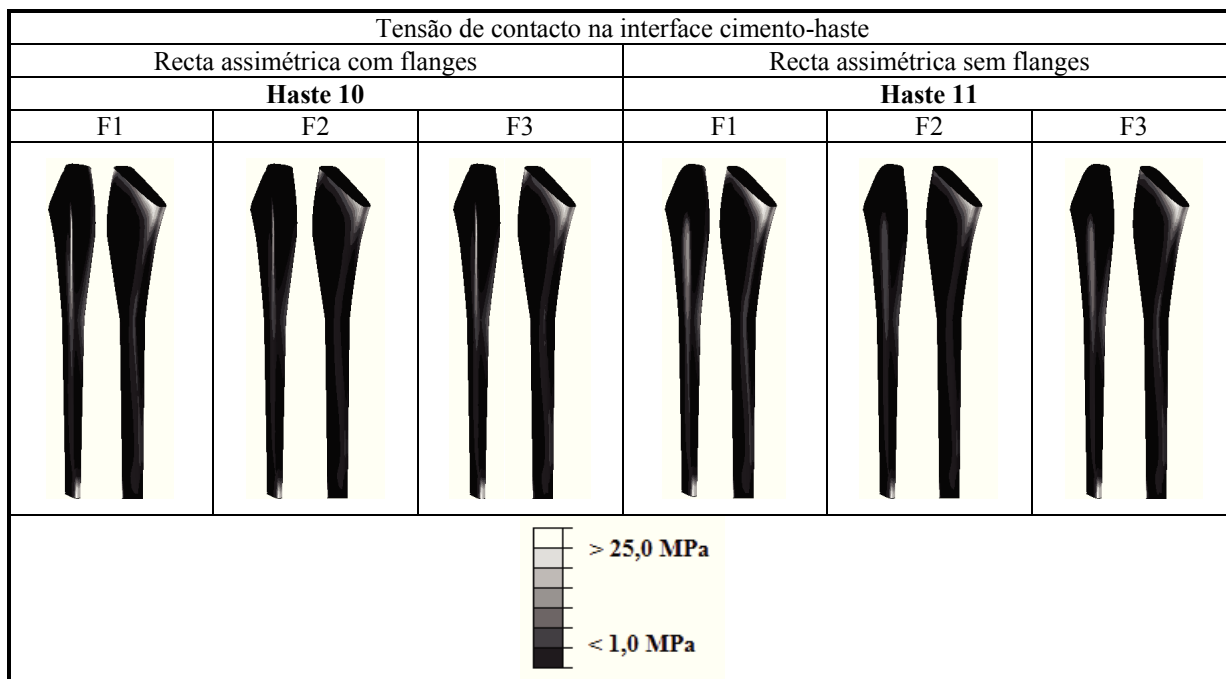 Tensão de contacto na interface cimento-haste
Recta assimétrica com flanges Recta assimétrica sem flanges
Haste 10 Haste 11
F1 F2 F3 F1 F2 F3
> 25,0 MPa
< 1,0 MPa